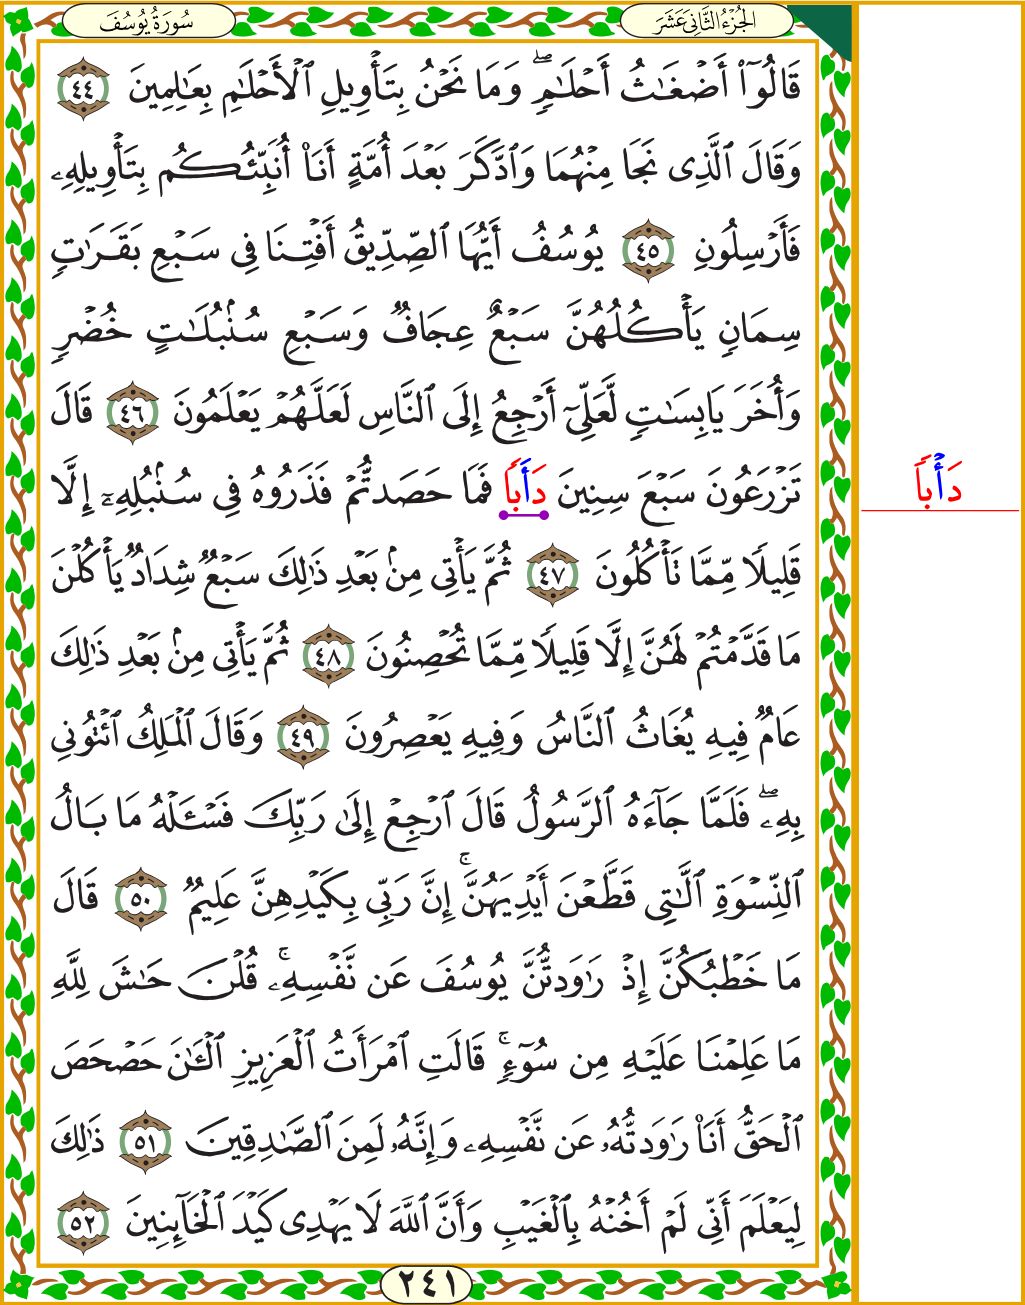 سُورَةُ يُوسُفَ
الجُزْءُ الثَّانِيَ عَشَرَ
قَالُوٓا۟ أَضْغَـٰثُ أَحْلَـٰمٍۢ ۖ وَمَا نَحْنُ بِتَأْوِيلِ ٱلْأَحْلَـٰمِ بِعَـٰلِمِينَ ٤٤
وَقَالَ ٱلَّذِى نَجَا مِنْهُمَا وَٱدَّكَرَ بَعْدَ أُمَّةٍ أَنَا۠ أُنَبِّئُكُم بِتَأْوِيلِهِۦ
فَأَرْسِلُونِ ٤٥ يُوسُفُ أَيُّهَا ٱلصِّدِّيقُ أَفْتِنَا فِى سَبْعِ بَقَرَٰتٍۢ
سِمَانٍۢ يَأْكُلُهُنَّ سَبْعٌ عِجَافٌۭ وَسَبْعِ سُنۢبُلَـٰتٍ خُضْرٍۢ
وَأُخَرَ يَابِسَـٰتٍۢ لَّعَلِّىٓ أَرْجِعُ إِلَى ٱلنَّاسِ لَعَلَّهُمْ يَعْلَمُونَ ٤٦ قَالَ
تَزْرَعُونَ سَبْعَ سِنِينَ دَأَبًۭا فَمَا حَصَدتُّمْ فَذَرُوهُ فِى سُنۢبُلِهِۦٓ إِلَّا
دَأْبًۭا
قَلِيلًۭا مِّمَّا تَأْكُلُونَ ٤٧ ثُمَّ يَأْتِى مِنۢ بَعْدِ ذَٰلِكَ سَبْعٌۭ شِدَادٌۭ يَأْكُلْنَ
مَا قَدَّمْتُمْ لَهُنَّ إِلَّا قَلِيلًۭا مِّمَّا تُحْصِنُونَ ٤٨ ثُمَّ يَأْتِى مِنۢ بَعْدِ ذَٰلِكَ
عَامٌۭ فِيهِ يُغَاثُ ٱلنَّاسُ وَفِيهِ يَعْصِرُونَ ٤٩ وَقَالَ ٱلْمَلِكُ ٱئْتُونِى
بِهِۦ ۖ فَلَمَّا جَآءَهُ ٱلرَّسُولُ قَالَ ٱرْجِعْ إِلَىٰ رَبِّكَ فَسْـَٔلْهُ مَا بَالُ
ٱلنِّسْوَةِ ٱلَّـٰتِى قَطَّعْنَ أَيْدِيَهُنَّ ۚ إِنَّ رَبِّى بِكَيْدِهِنَّ عَلِيمٌۭ ٥٠ قَالَ
مَا خَطْبُكُنَّ إِذْ رَٰوَدتُّنَّ يُوسُفَ عَن نَّفْسِهِۦ ۚ قُلْنَ حَـٰشَ لِلَّهِ
مَا عَلِمْنَا عَلَيْهِ مِن سُوٓءٍۢ ۚ قَالَتِ ٱمْرَأَتُ ٱلْعَزِيزِ ٱلْـَٔـٰنَ حَصْحَصَ
ٱلْحَقُّ أَنَا۠ رَٰوَدتُّهُۥ عَن نَّفْسِهِۦ وَإِنَّهُۥ لَمِنَ ٱلصَّـٰدِقِينَ ٥١ ذَٰلِكَ
لِيَعْلَمَ أَنِّى لَمْ أَخُنْهُ بِٱلْغَيْبِ وَأَنَّ ٱللَّهَ لَا يَهْدِى كَيْدَ ٱلْخَآئِنِينَ ٥٢
٢٤١